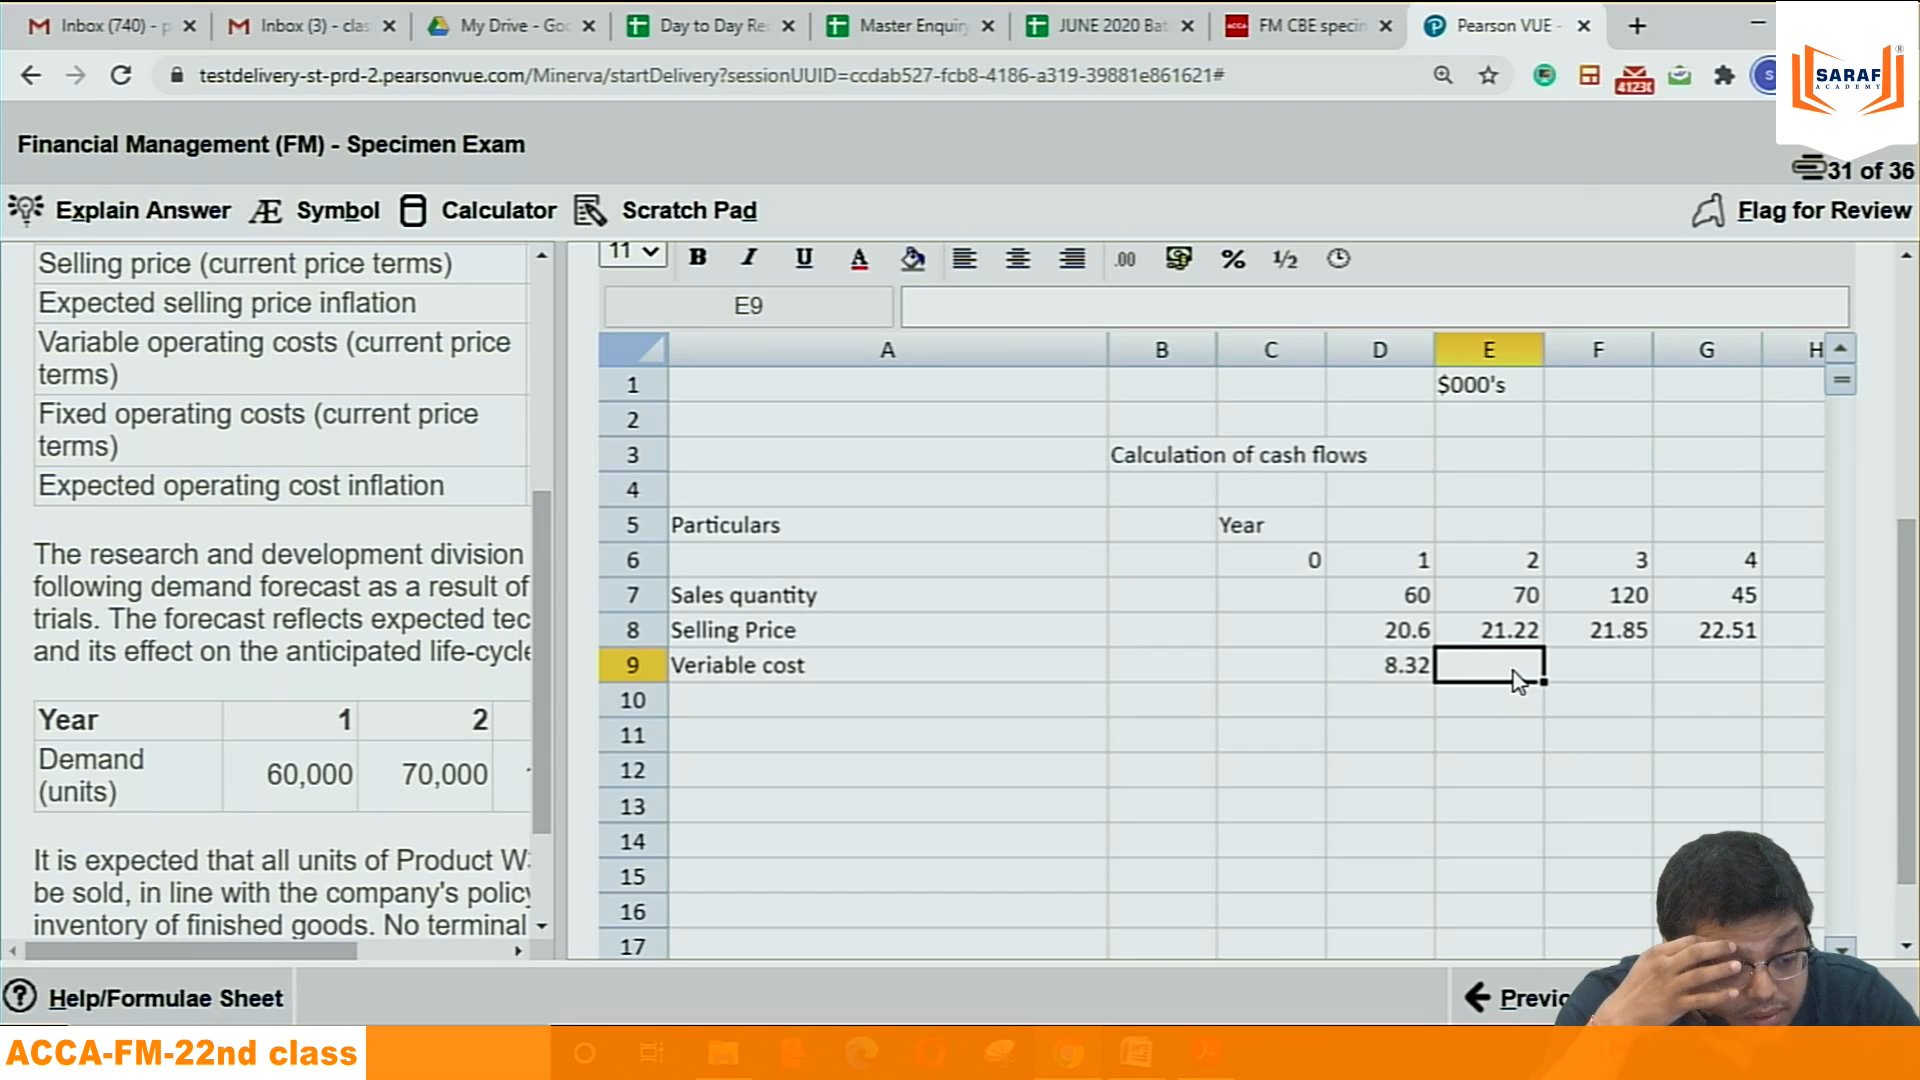 Inbox (740) - p
Inbox (3) - clas
My Drive - Goo
Day to Day Re
Master Enquiry
JUNE 2020 Bat
FM CBE specim
Pearson VUE -
testdelivery-st-prd-2.pearsonvue.com/Minerva/startDelivery?sessionUUID=ccdab527-fcb8-4186-a319-39881e861621#
SARAF
ACADEMY
Financial Management (FM) - Specimen Exam
31 of 36
Explain Answer
Symbol
Calculator
Scratch Pad
Flag for Review
Selling price (current price terms)
Expected selling price inflation
Variable operating costs (current price
terms)
Fixed operating costs (current price
terms)
Expected operating cost inflation
The research and development division
following demand forecast as a result of
trials. The forecast reflects expected tec
and its effect on the anticipated life-cycle
Year 1 2
Demand
(units) 60,000 70,000
It is expected that all units of Product W
be sold, in line with the company's policy
inventory of finished goods. No terminal
11 B I U A .00 % 1/2
E9
A B C D E F G H
1 $000's
2
3 Calculation of cash flows
4
5 Particulars Year
6 0 1 2 3 4
7 Sales quantity 60 70 120 45
8 Selling Price 20.6 21.22 21.85 22.51
9 Veriable cost 8.32
10
11
12
13
14
15
16
17
Help/Formulae Sheet
Previo
ACCA-FM-22nd class